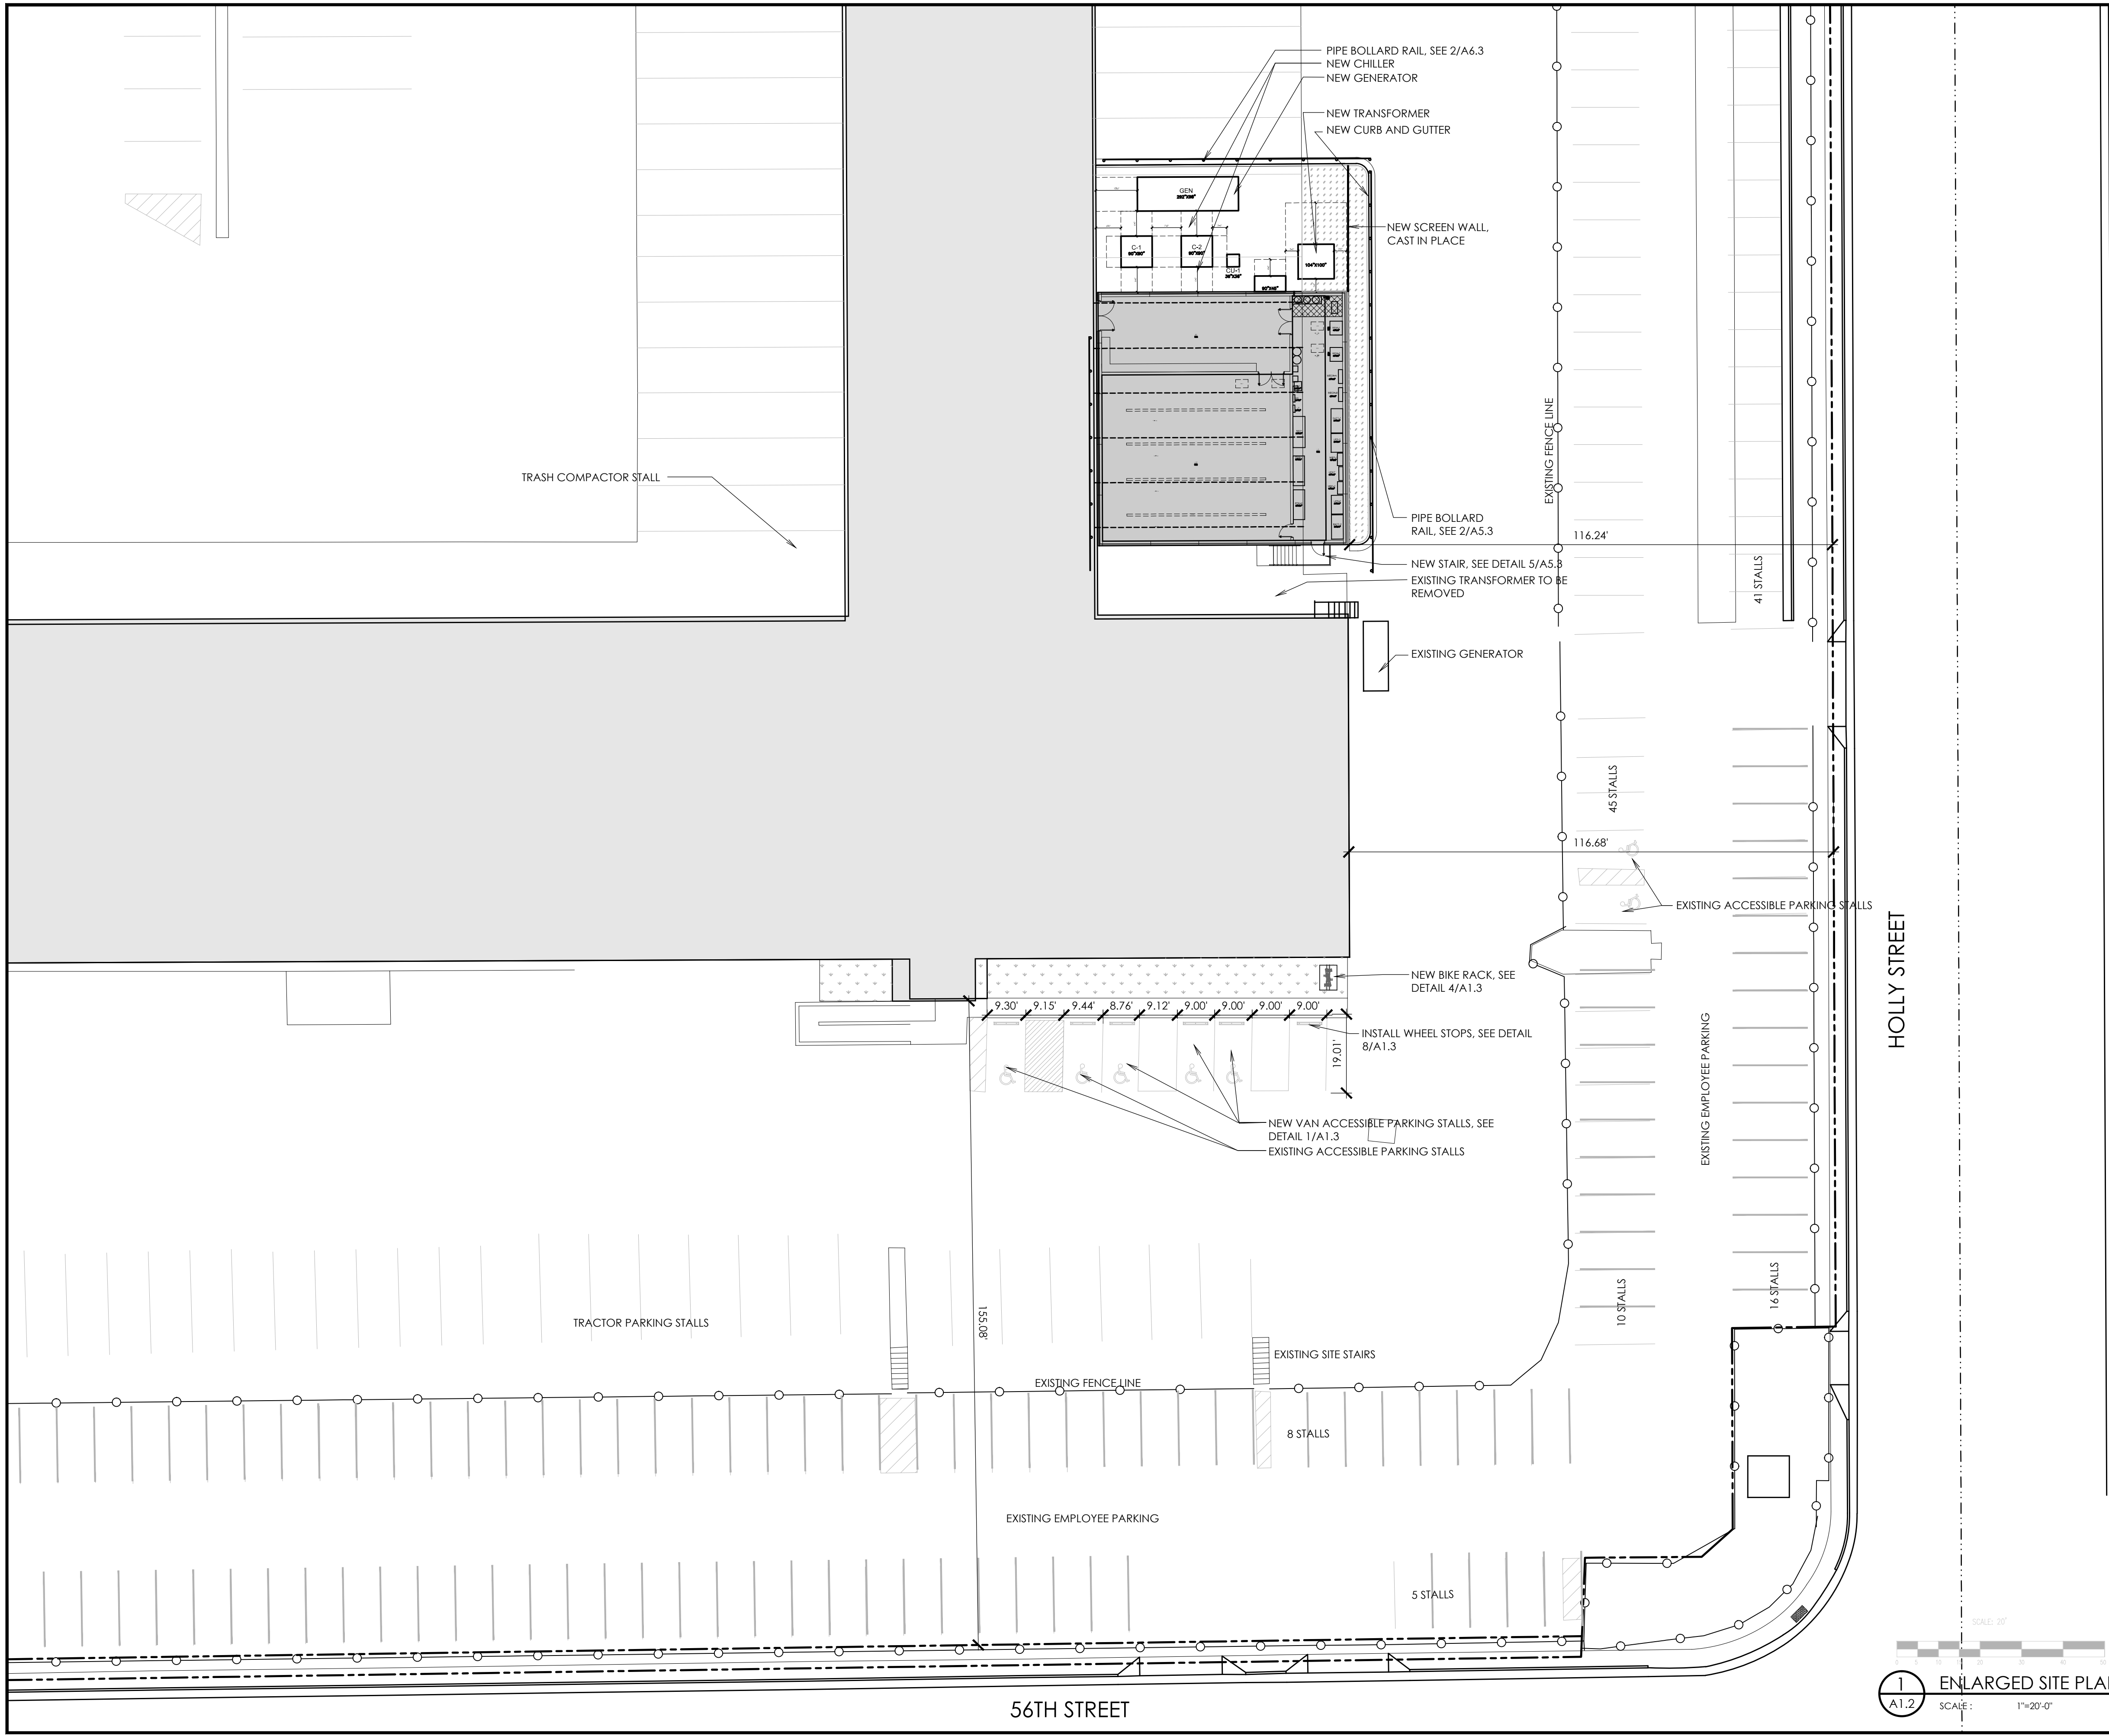 PIPE BOLLARD RAIL, SEE 2/A6.3
NEW CHILLER
NEW GENERATOR
NEW TRANSFORMER
NEW CURB AND GUTTER
GEN
NEW SCREEN WALL,
CAST IN PLACE
C-1
C-2
CU-1
104"X100"
EXISTING FENCE LINE
TRASH COMPACTOR STALL
PIPE BOLLARD
RAIL, SEE 2/A5.3
116.24'
NEW STAIR, SEE DETAIL 5/A5.3
EXISTING TRANSFORMER TO BE
REMOVED
41 STALLS
EXISTING GENERATOR
45 STALLS
116.68'
EXISTING ACCESSIBLE PARKING STALLS
HOLLY STREET
NEW BIKE RACK, SEE
DETAIL 4/A1.3
9.30' 9.15' 9.44' 8.76' 9.12' 9.00' 9.00' 9.00' 9.00'
INSTALL WHEEL STOPS, SEE DETAIL
8/A1.3
19.01'
EXISTING EMPLOYEE PARKING
NEW VAN ACCESSIBLE PARKING STALLS, SEE
DETAIL 1/A1.3
EXISTING ACCESSIBLE PARKING STALLS
10 STALLS
16 STALLS
TRACTOR PARKING STALLS
155.08'
EXISTING SITE STAIRS
EXISTING FENCE LINE
8 STALLS
EXISTING EMPLOYEE PARKING
5 STALLS
SCALE: 20'
56TH STREET
1
A1.2
ENLARGED SITE PLA
SCALE : 1"=20'-0"